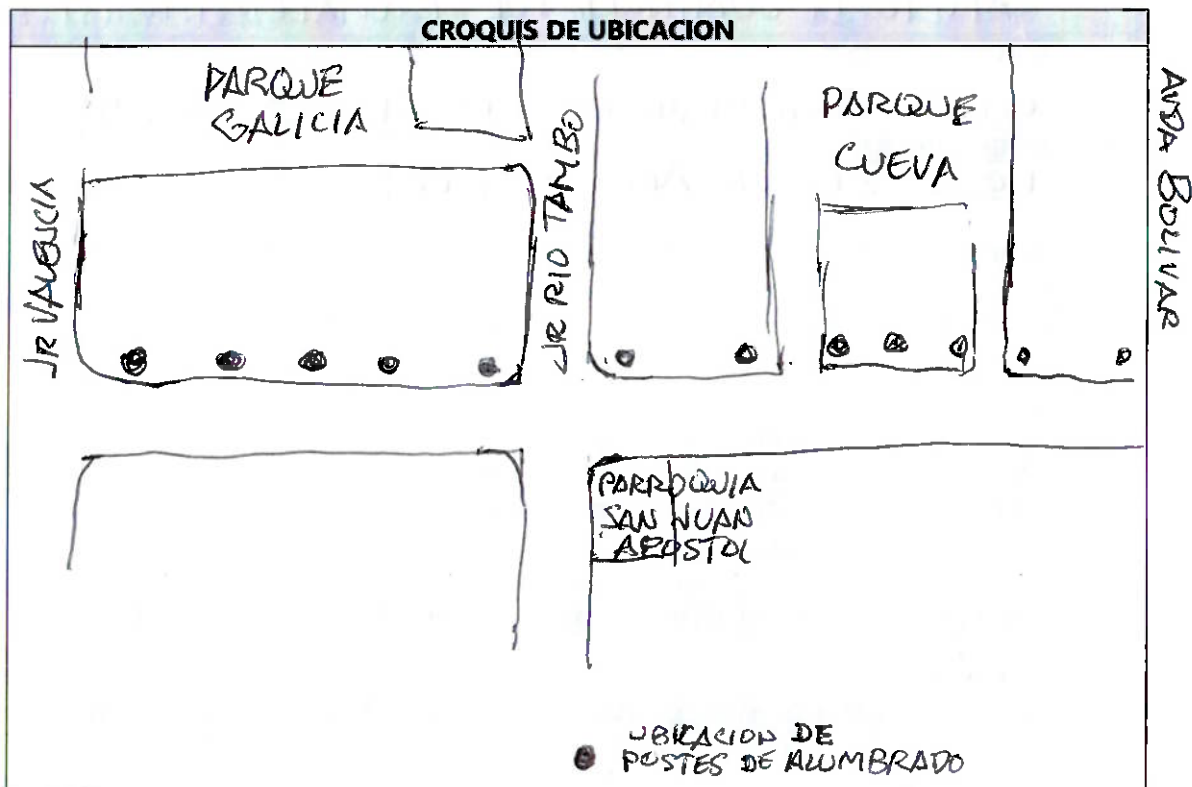 CROQUIS DE UBICACION
PARQUE
GALICIA
PARQUE
CUEVA
AVDA BOLIVAR
JR VALENCIA
JR RIO TAMBO
PARROQUIA
SAN JUAN
APOSTOL
UBICACION DE
POSTES DE ALUMBRADO